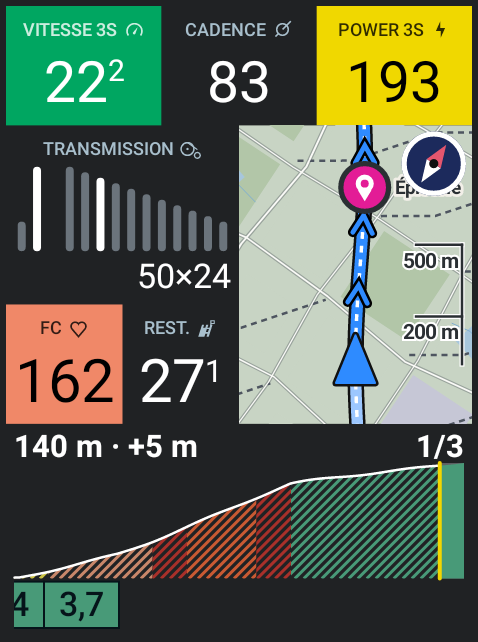 VITESSE 3S
CADENCE
POWER 3S
22²
83
193
TRANSMISSION
50×24
500 m
200 m
FC
REST.
162
27¹
140 m · +5 m
1/3
4
3,7